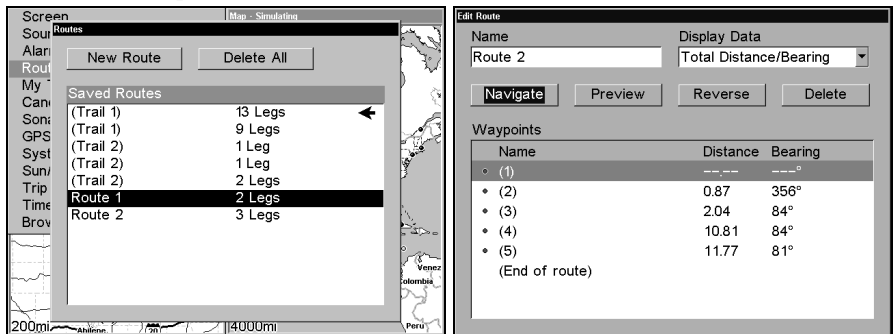 Screen
Map - Simulating
Sour
Routes
Alar
New Route
Delete All
Rout
My T
Canc
Saved Routes
Sona
(Trail 1) 13 Legs
GPS
(Trail 1) 9 Legs
Syst
(Trail 2) 1 Leg
Sun/
(Trail 2) 1 Leg
Trip
(Trail 2) 2 Legs
Time
Route 1 2 Legs
Brow
Route 2 3 Legs
Venez
Colombia
Peru
200mi
Abilene
20
4000mi
Edit Route
Name
Display Data
Route 2
Total Distance/Bearing
Navigate
Preview
Reverse
Delete
Waypoints
Name Distance Bearing
(1) --.-- ---°
(2) 0.87 356°
(3) 2.04 84°
(4) 10.81 84°
(5) 11.77 81°
(End of route)